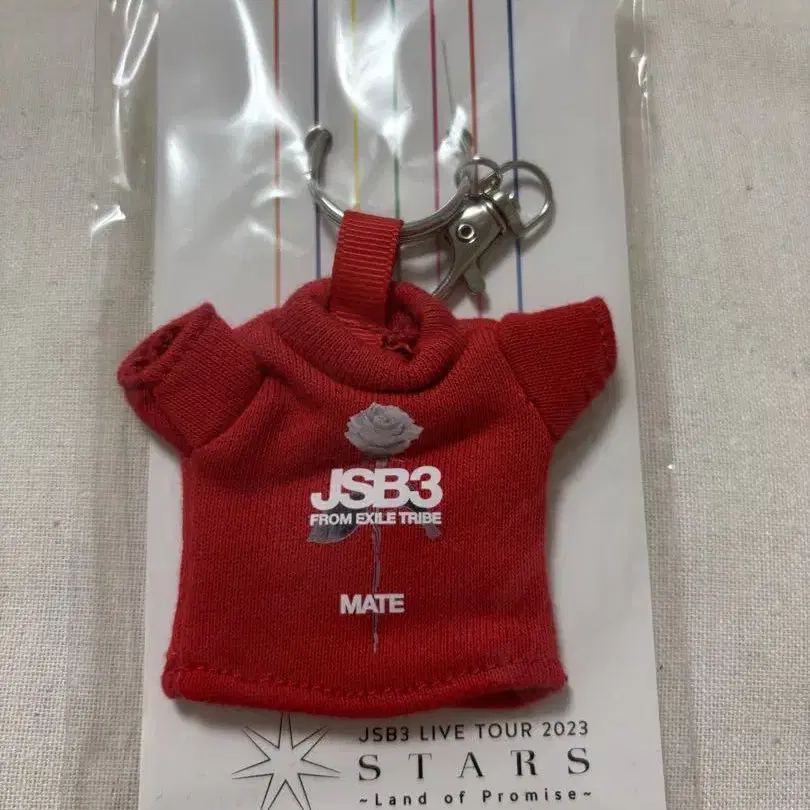 JSB3
FROM EXILE TRIBE
MATE
JSB3 LIVE TOUR 2023
STARS
~Land of Promise~